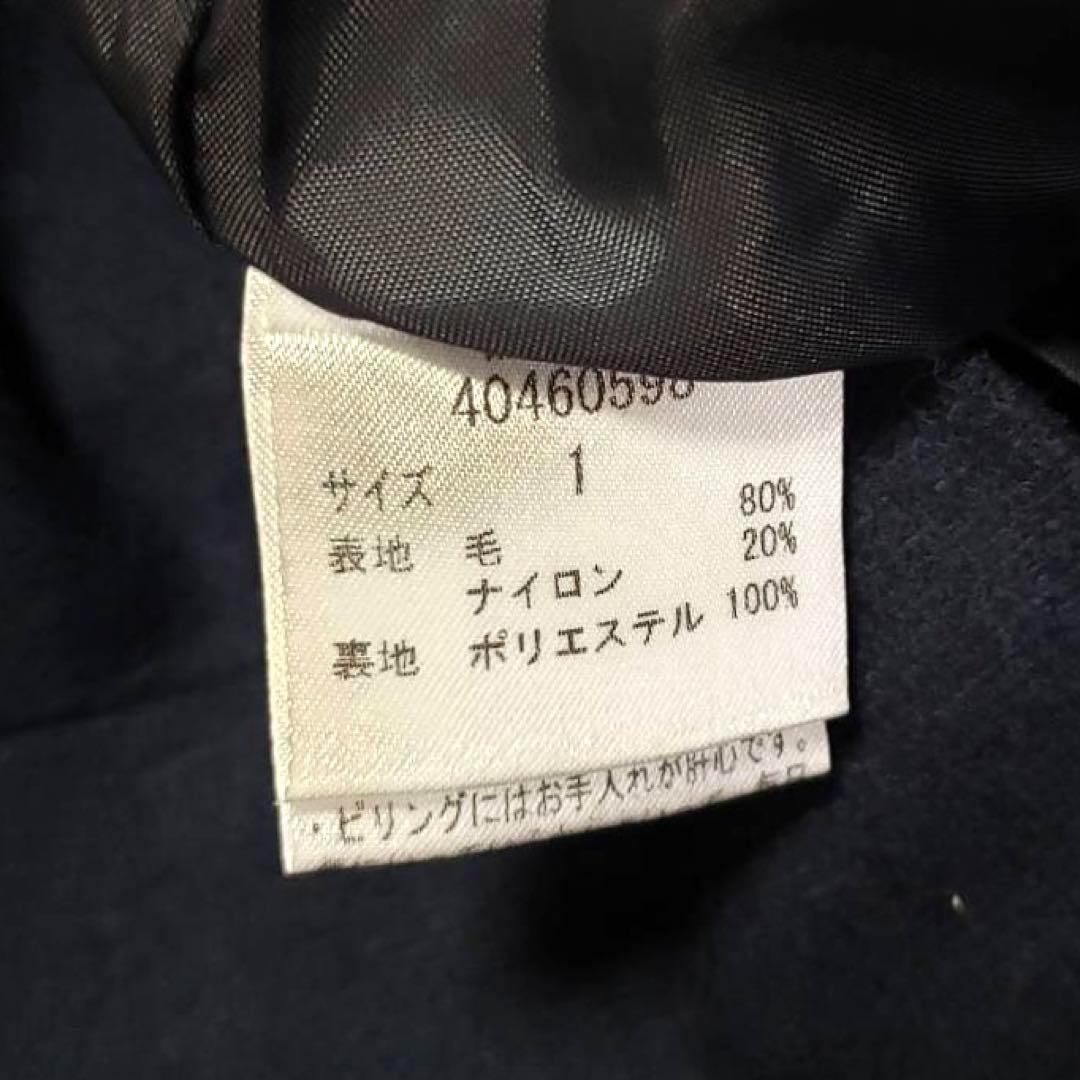 40460598
サイズ 1
表地 毛 80%
ナイロン 20%
裏地 ポリエステル 100%
・ピリングにはお手入れが肝心です。